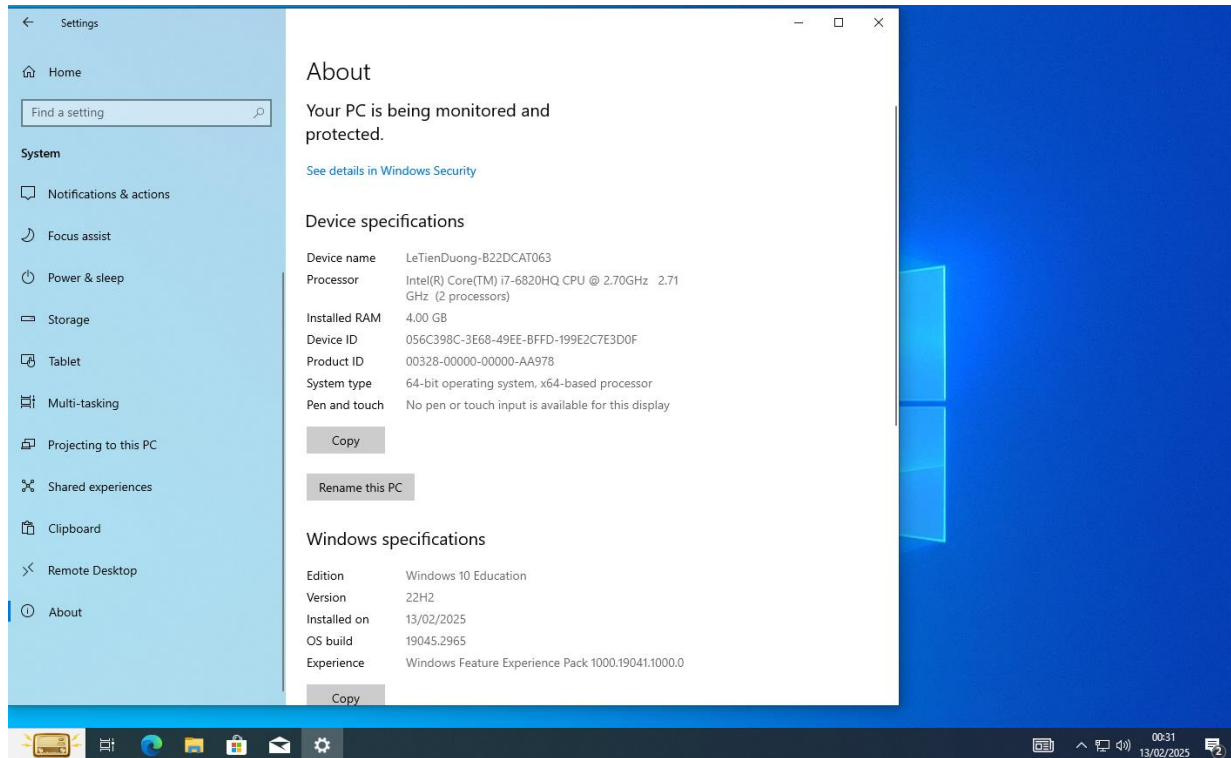 Settings
Home
Find a setting
System
Notifications & actions
Focus assist
Power & sleep
Storage
Tablet
Multi-tasking
Projecting to this PC
Shared experiences
Clipboard
Remote Desktop
About
About
Your PC is being monitored and
protected.
See details in Windows Security
Device specifications
Device name LeTienDuong-B22DCAT063
Processor Intel(R) Core(TM) i7-6820HQ CPU @ 2.70GHz 2.71
GHz (2 processors)
Installed RAM 4.00 GB
Device ID 056C398C-3E68-49EE-BFFD-199E2C7E3D0F
Product ID 00328-00000-00000-AA978
System type 64-bit operating system, x64-based processor
Pen and touch No pen or touch input is available for this display
Copy
Rename this PC
Windows specifications
Edition Windows 10 Education
Version 22H2
Installed on 13/02/2025
OS build 19045.2965
Experience Windows Feature Experience Pack 1000.19041.1000.0
Copy
00:31
13/02/2025
2